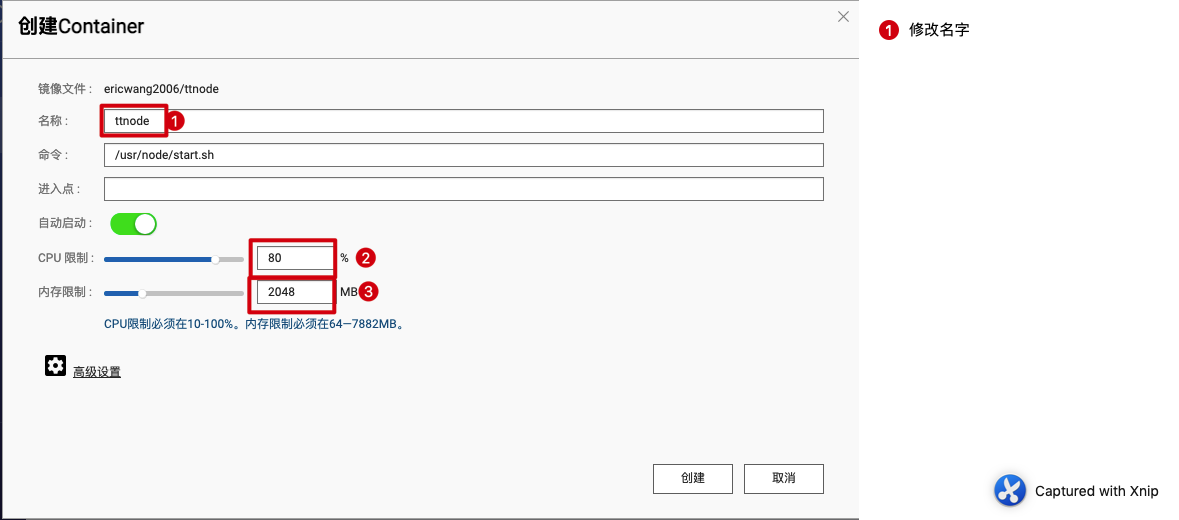 创建Container
1 修改名字
镜像文件： ericwang2006/ttnode
名称： ttnode 1
命令： /usr/node/start.sh
进入点：
自动启动：
CPU 限制： 80 % 2
内存限制： 2048 MB 3
CPU限制必须在10-100%。内存限制必须在64—7882MB。
高级设置
创建 取消
Captured with Xnip